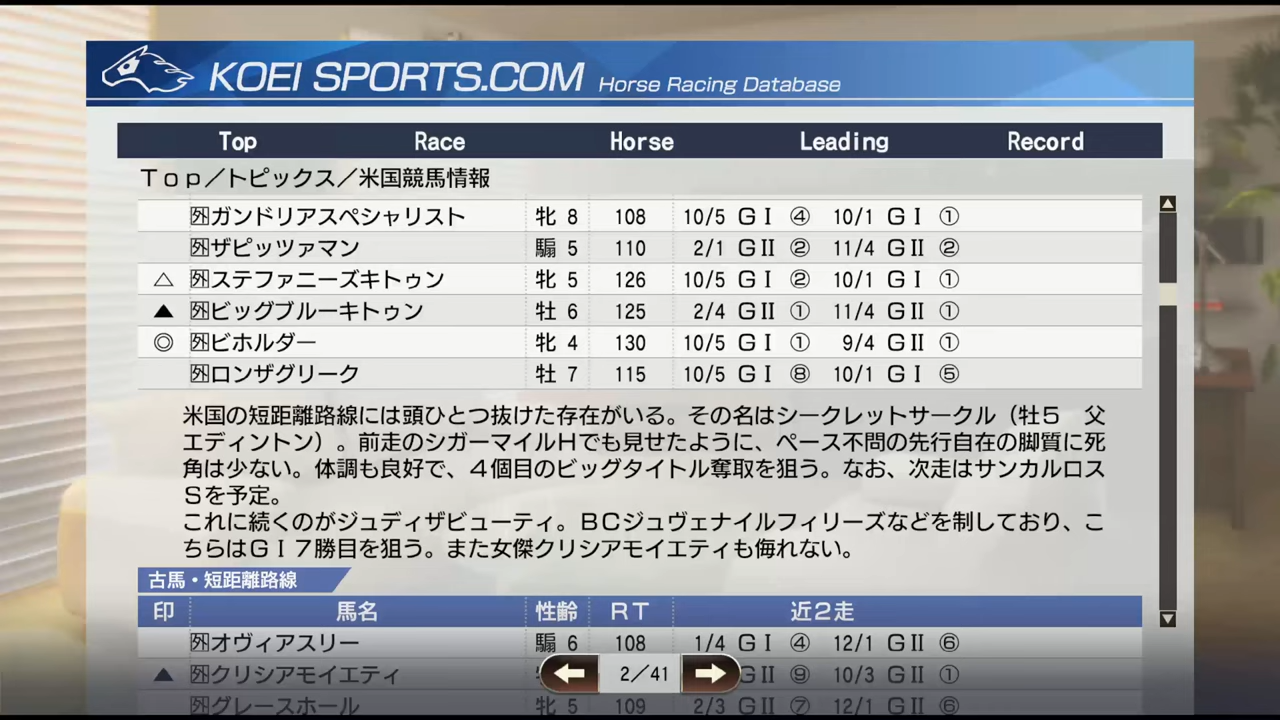 KOEI SPORTS.COM Horse Racing Database
Top Race Horse Leading Record
Top／トピックス／米国競馬情報
外ガンドリアスペシャリスト 牝 8 108 10/5 GⅠ ④ 10/1 GⅠ ①
外ザピッツァマン 騸 5 110 2/1 GⅡ ② 11/4 GⅡ ②
△ 外ステファニーズキトゥン 牝 5 126 10/5 GⅠ ② 10/1 GⅠ ①
▲ 外ビッグブルーキトゥン 牡 6 125 2/4 GⅡ ① 11/4 GⅡ ①
◎ 外ビホルダー 牝 4 130 10/5 GⅠ ① 9/4 GⅡ ①
外ロンザグリーク 牡 7 115 10/5 GⅠ ⑧ 10/1 GⅠ ⑤
米国の短距離路線には頭ひとつ抜けた存在がいる。その名はシークレットサークル（牡５　父
エディントン）。前走のシガーマイルHでも見せたように、ペース不問の先行自在の脚質に死
角は少ない。体調も良好で、４個目のビッグタイトル奪取を狙う。なお、次走はサンカルロス
Ｓを予定。
これに続くのがジュディザビューティ。ＢＣジュヴェナイルフィリーズなどを制しており、こ
ちらはＧⅠ７勝目を狙う。また女傑クリシアモイエティも侮れない。
古馬・短距離路線
印 馬名 性齢 ＲＴ 近２走
外オヴィアスリー 騸 6 108 1/4 GⅠ ④ 12/1 GⅡ ⑥
▲ 外クリシアモイエティ GⅡ ⑨ 10/3 GⅡ ①
2／41
外グレースホール 牝 5 109 2/3 GⅡ ⑦ 12/1 GⅡ ⑥